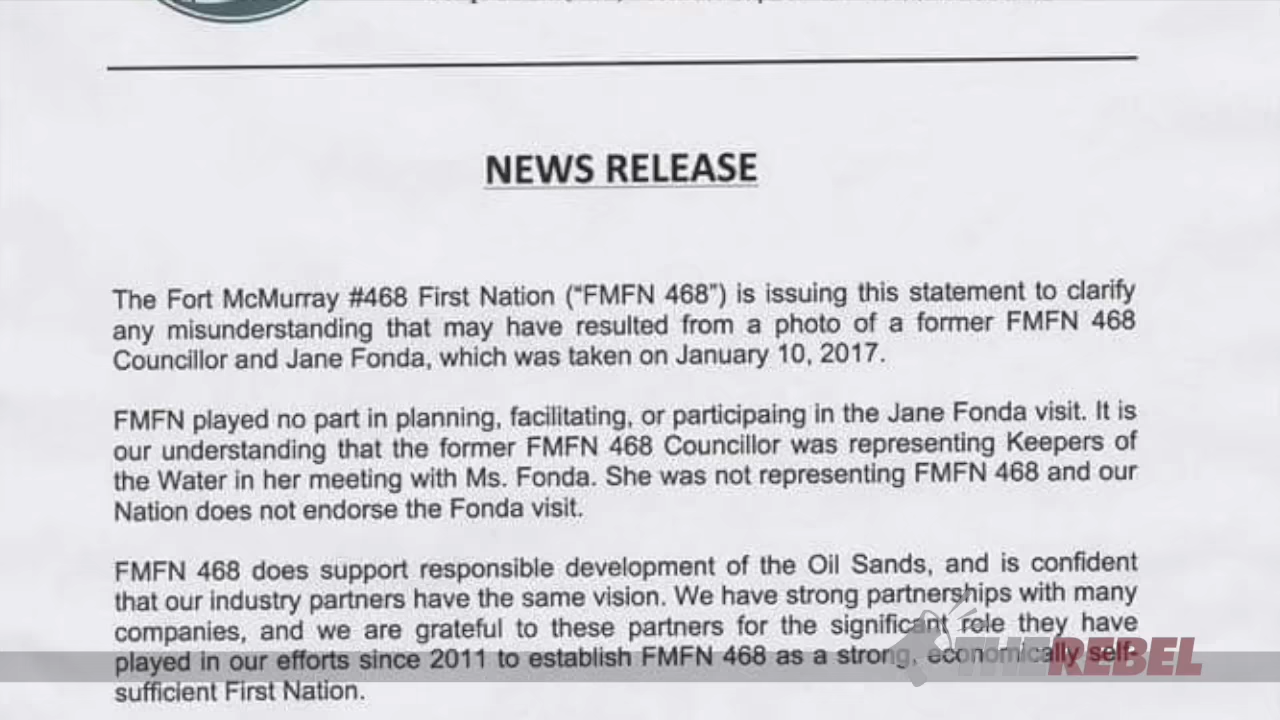 NEWS RELEASE
The Fort McMurray #468 First Nation (“FMFN 468”) is issuing this statement to clarify
any misunderstanding that may have resulted from a photo of a former FMFN 468
Councillor and Jane Fonda, which was taken on January 10, 2017.
FMFN played no part in planning, facilitating, or participaing in the Jane Fonda visit. It is
our understanding that the former FMFN 468 Councillor was representing Keepers of
the Water in her meeting with Ms. Fonda. She was not representing FMFN 468 and our
Nation does not endorse the Fonda visit.
FMFN 468 does support responsible development of the Oil Sands, and is confident
that our industry partners have the same vision. We have strong partnerships with many
companies, and we are grateful to these partners for the significant role they have
played in our efforts since 2011 to establish FMFN 468 as a strong, economically self-
sufficient First Nation.
THE REBEL